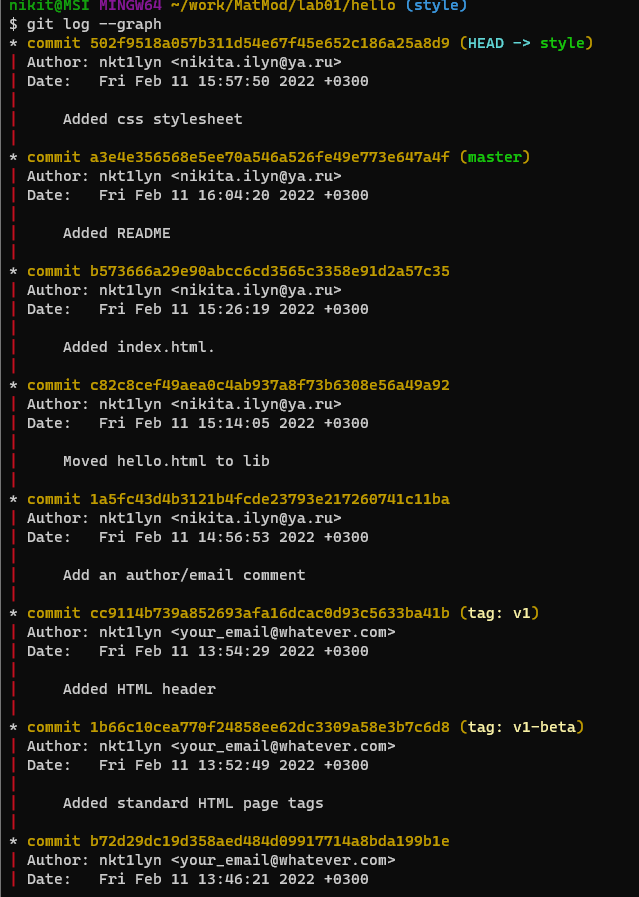 nikit@MSI MINGW64 ~/work/MatMod/lab01/hello (style)
$ git log --graph
* commit 502f9518a057b311d54e67f45e652c186a25a8d9 (HEAD -> style)
| Author: nkt1lyn <nikita.ilyn@ya.ru>
| Date:   Fri Feb 11 15:57:50 2022 +0300
|
|     Added css stylesheet
|
* commit a3e4e356568e5ee70a546a526fe49e773e647a4f (master)
| Author: nkt1lyn <nikita.ilyn@ya.ru>
| Date:   Fri Feb 11 16:04:20 2022 +0300
|
|     Added README
|
* commit b573666a29e90abcc6cd3565c3358e91d2a57c35
| Author: nkt1lyn <nikita.ilyn@ya.ru>
| Date:   Fri Feb 11 15:26:19 2022 +0300
|
|     Added index.html.
|
* commit c82c8cef49aea0c4ab937a8f73b6308e56a49a92
| Author: nkt1lyn <nikita.ilyn@ya.ru>
| Date:   Fri Feb 11 15:14:05 2022 +0300
|
|     Moved hello.html to lib
|
* commit 1a5fc43d4b3121b4fcde23793e217260741c11ba
| Author: nkt1lyn <nikita.ilyn@ya.ru>
| Date:   Fri Feb 11 14:56:53 2022 +0300
|
|     Add an author/email comment
|
* commit cc9114b739a852693afa16dcac0d93c5633ba41b (tag: v1)
| Author: nkt1lyn <your_email@whatever.com>
| Date:   Fri Feb 11 13:54:29 2022 +0300
|
|     Added HTML header
|
* commit 1b66c10cea770f24858ee62dc3309a58e3b7c6d8 (tag: v1-beta)
| Author: nkt1lyn <your_email@whatever.com>
| Date:   Fri Feb 11 13:52:49 2022 +0300
|
|     Added standard HTML page tags
|
* commit b72d29dc19d358aed484d09917714a8bda199b1e
| Author: nkt1lyn <your_email@whatever.com>
| Date:   Fri Feb 11 13:46:21 2022 +0300